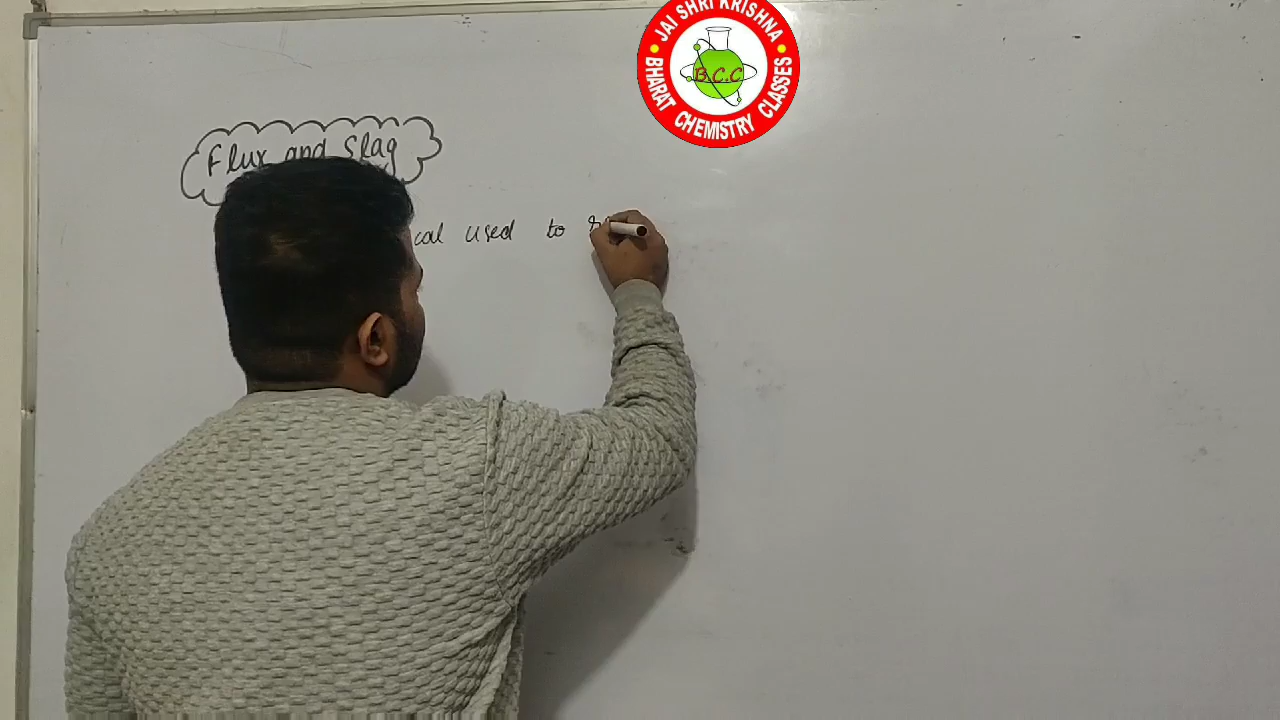 JAI SHRI KRISHNA
B.C.C
BHARAT CHEMISTRY CLASSES
Flux and Slag
cal used to